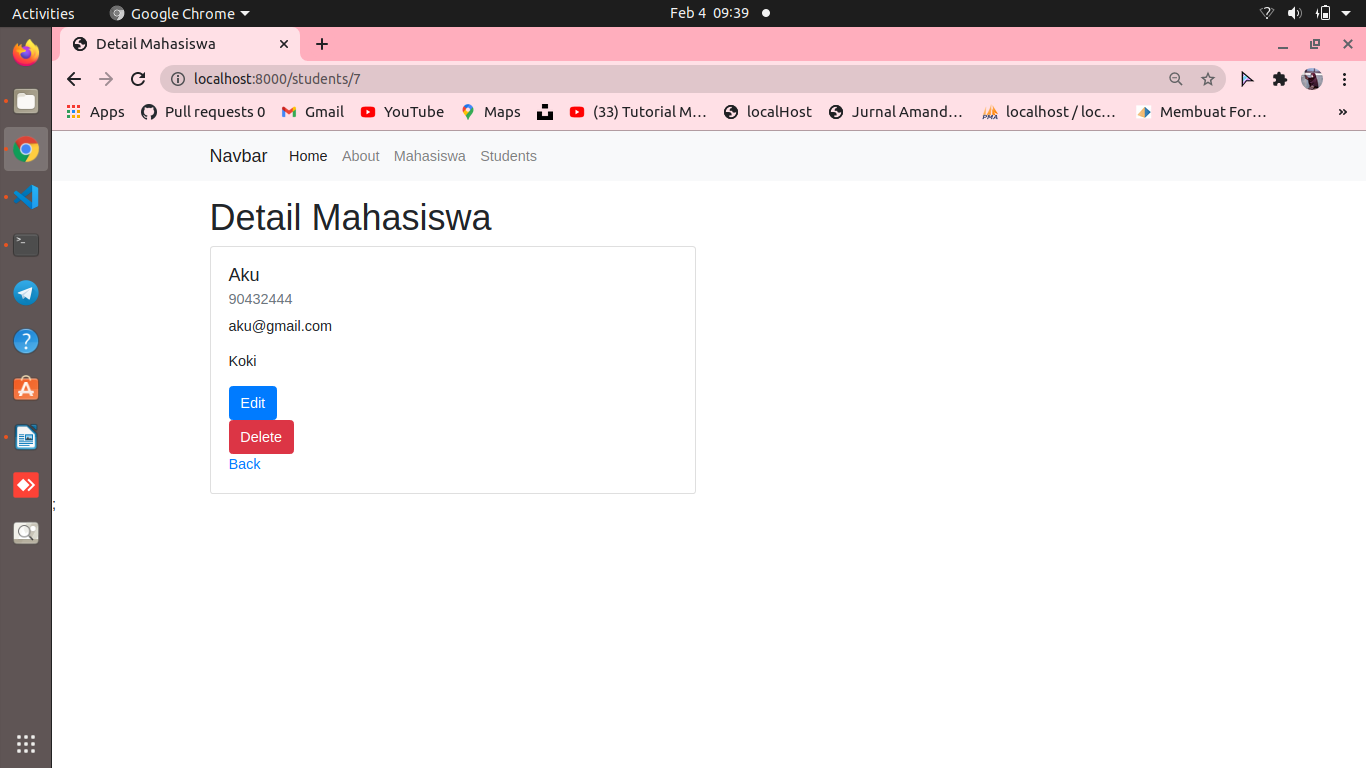 Activities Google Chrome Feb 4 09:39
Detail Mahasiswa
localhost:8000/students/7
Apps Pull requests 0 Gmail YouTube Maps (33) Tutorial M... localHost Jurnal Amand... PMA localhost / loc... Membuat For... »
Navbar Home About Mahasiswa Students
Detail Mahasiswa
Aku
90432444
aku@gmail.com
Koki
Edit
Delete
Back
;